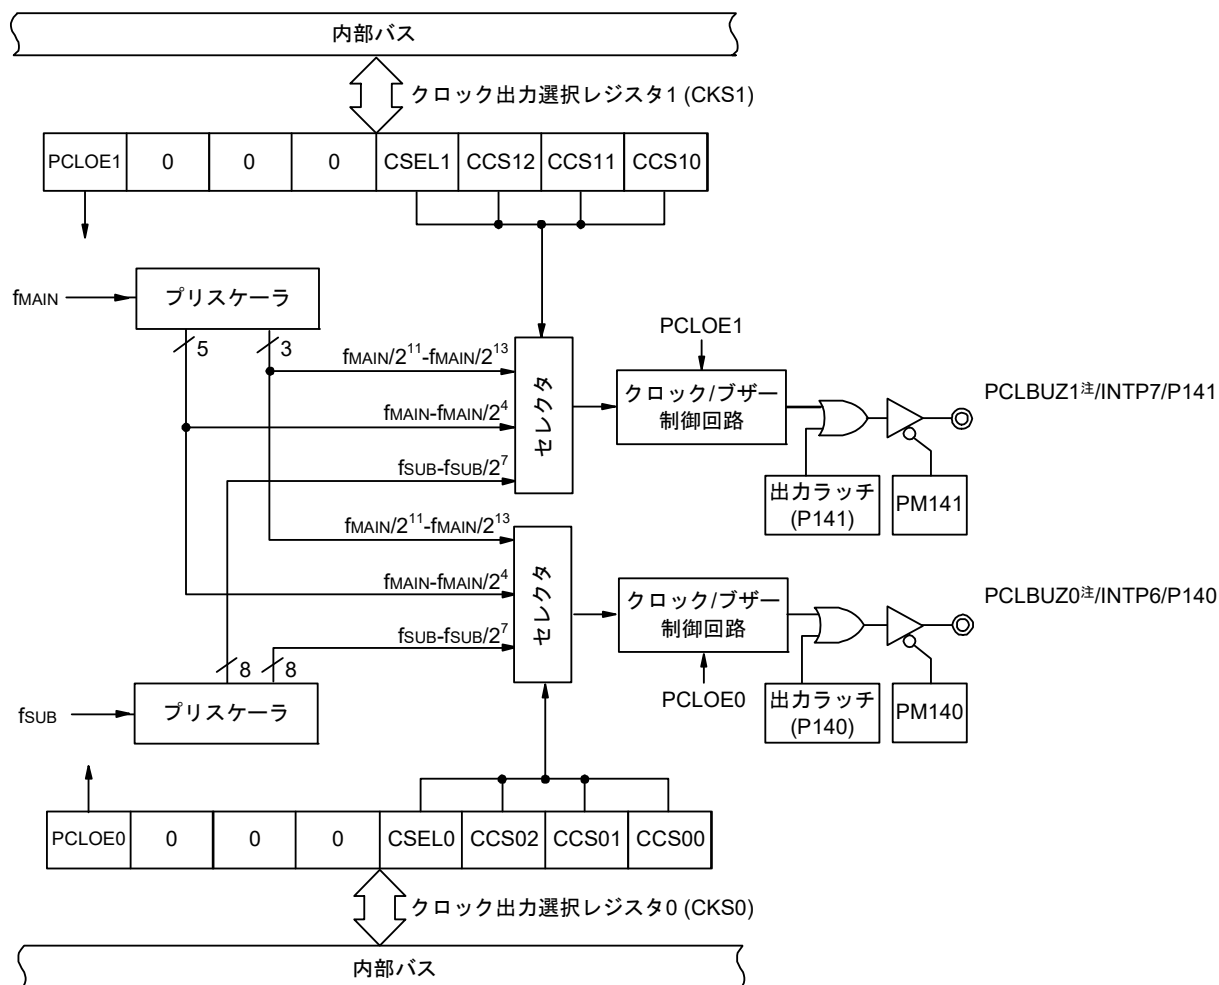 内部バス
クロック出力選択レジスタ1 (CKS1)
PCLOE1 0 0 0 CSEL1 CCS12 CCS11 CCS10
fMAIN
プリスケーラ
5 3
fMAIN/2^11-fMAIN/2^13
fMAIN-fMAIN/2^4
fSUB-fSUB/2^7
セレクタ
PCLOE1
クロック/ブザー
制御回路
PCLBUZ1注/INTP7/P141
出力ラッチ
(P141)
PM141
fMAIN/2^11-fMAIN/2^13
fMAIN-fMAIN/2^4
fSUB-fSUB/2^7
セレクタ
クロック/ブザー
制御回路
PCLOE0
PCLBUZ0注/INTP6/P140
出力ラッチ
(P140)
PM140
8 8
fSUB
プリスケーラ
PCLOE0 0 0 0 CSEL0 CCS02 CCS01 CCS00
クロック出力選択レジスタ0 (CKS0)
内部バス